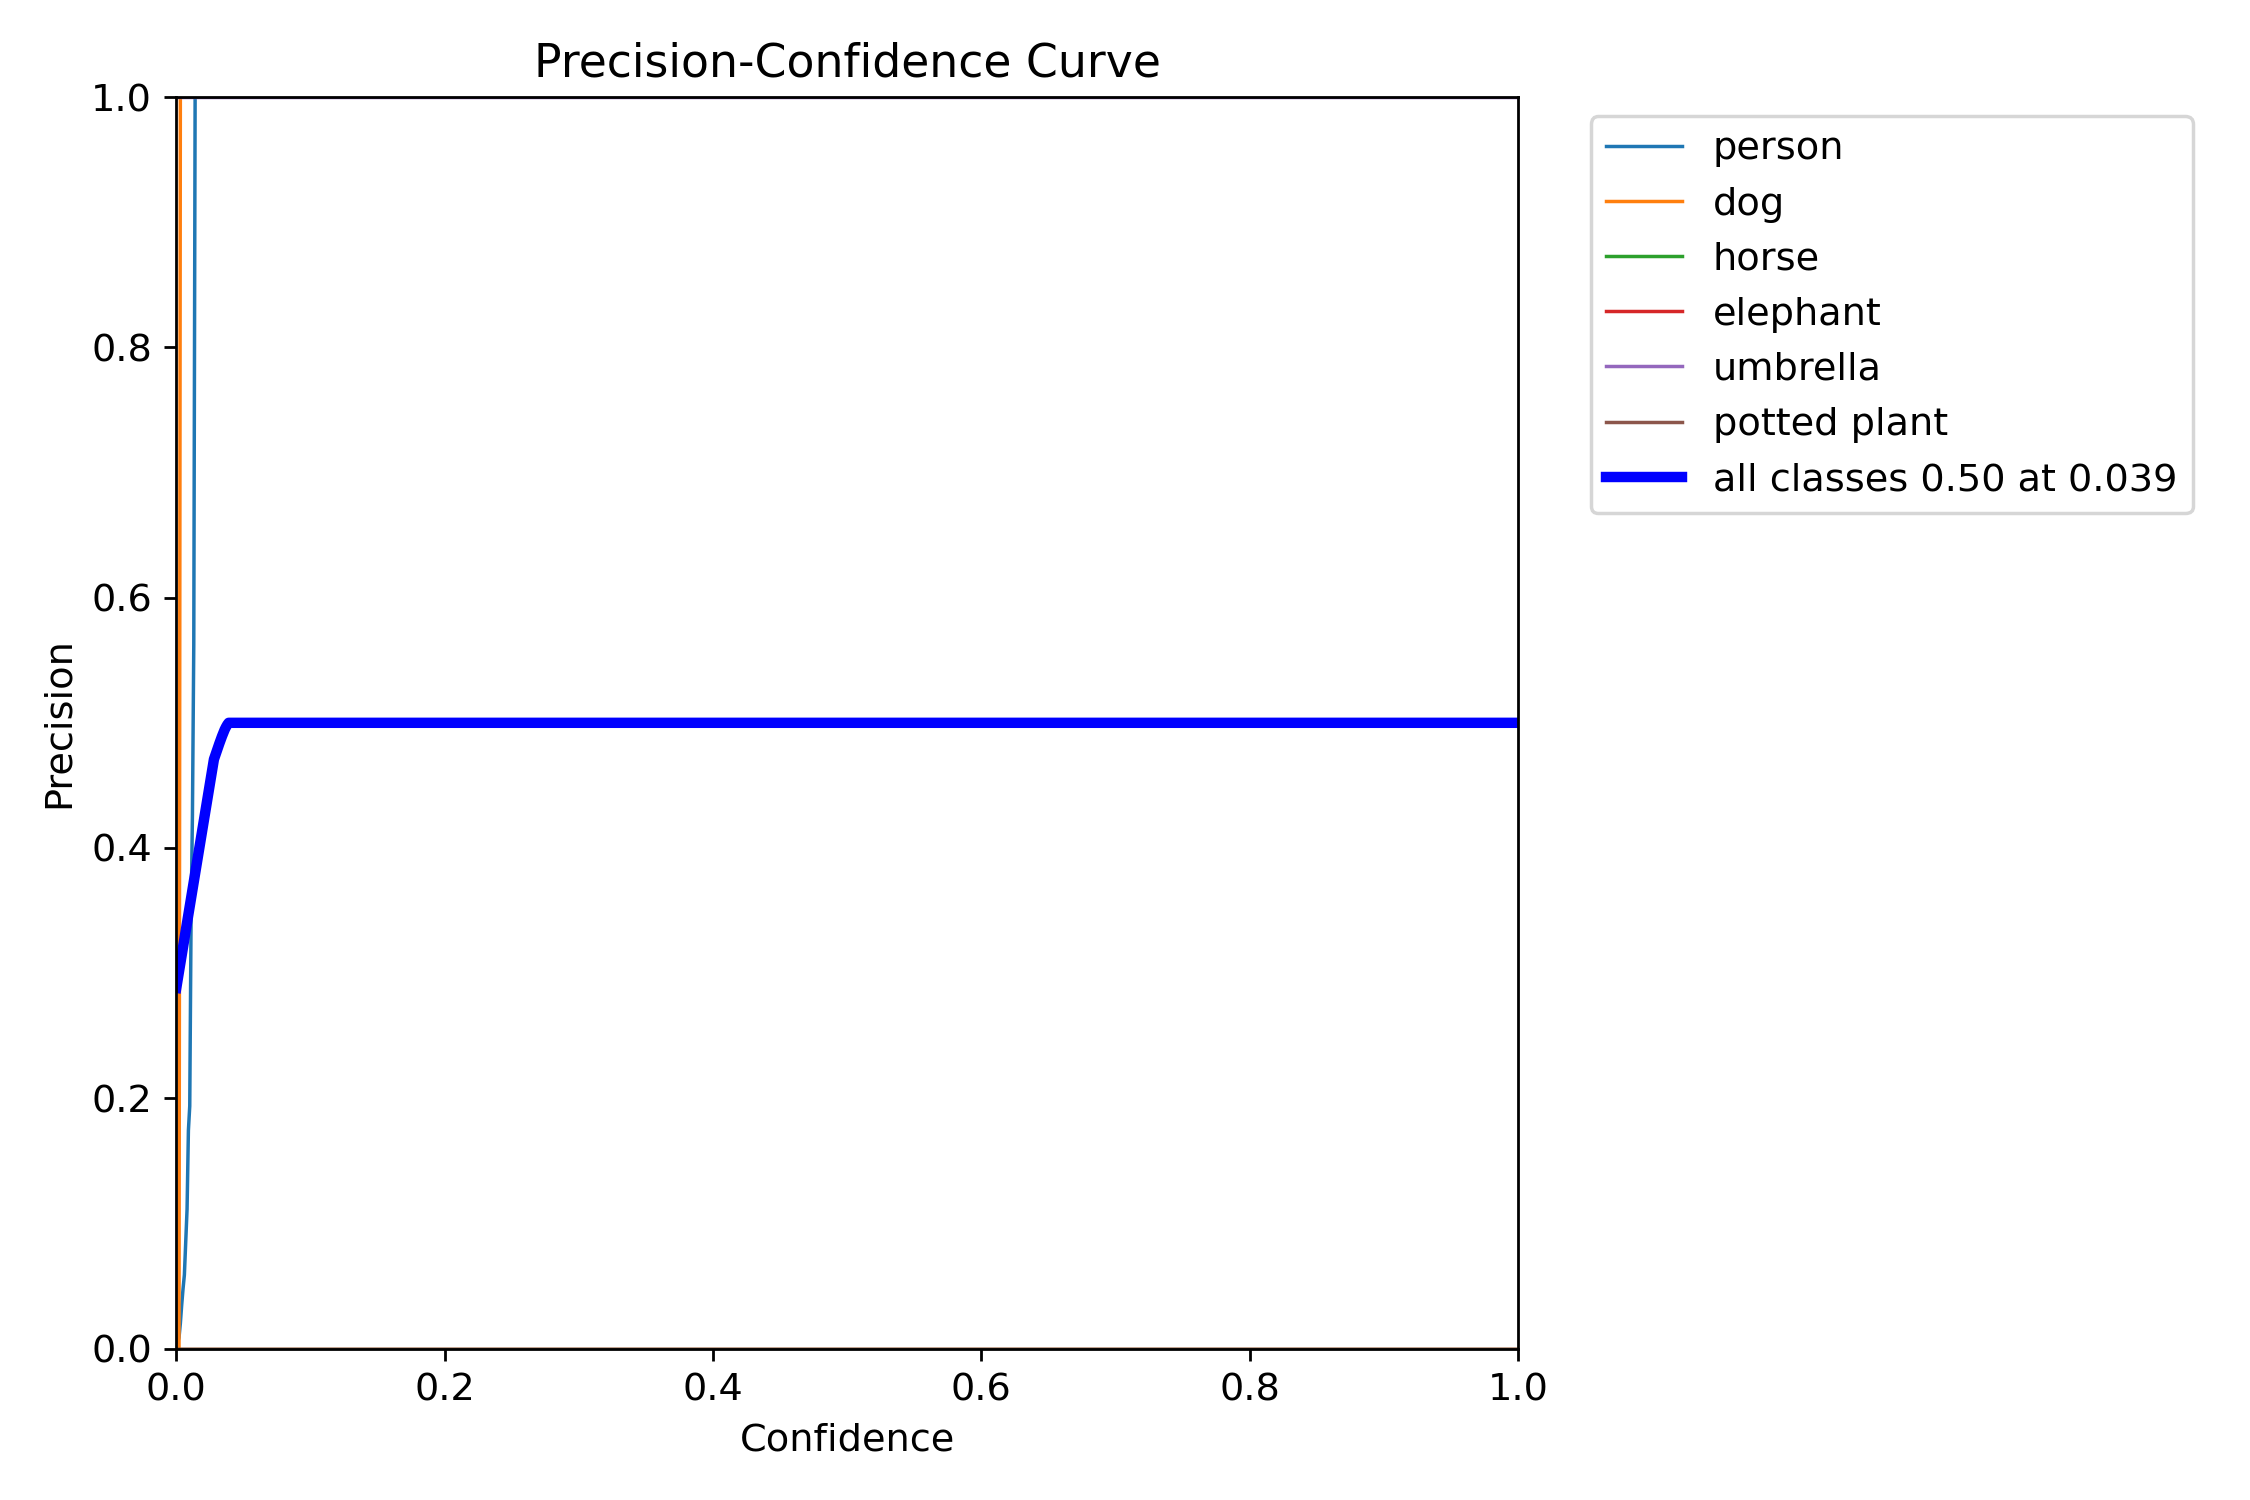 Precision-Confidence Curve
1.0
0.8
0.6
0.4
0.2
0.0
Precision
0.0 0.2 0.4 0.6 0.8 1.0
Confidence
person
dog
horse
elephant
umbrella
potted plant
all classes 0.50 at 0.039